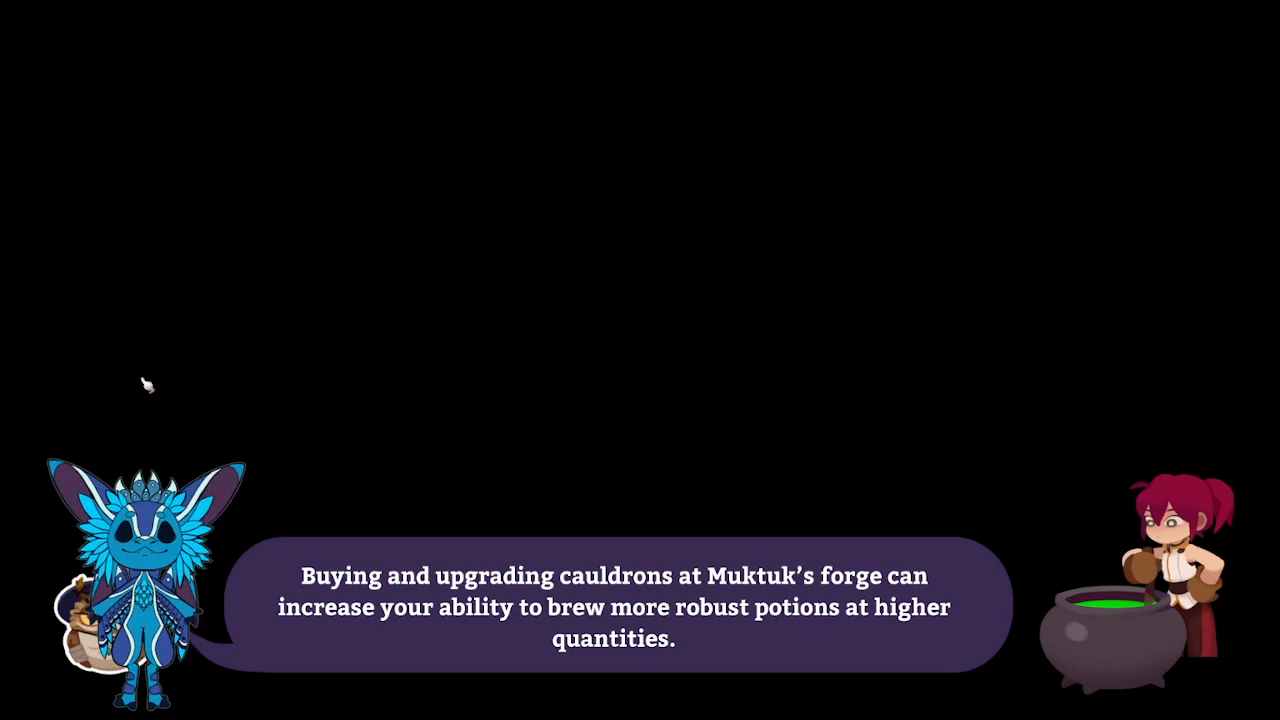 Buying and upgrading cauldrons at Muktuk’s forge can
increase your ability to brew more robust potions at higher
quantities.